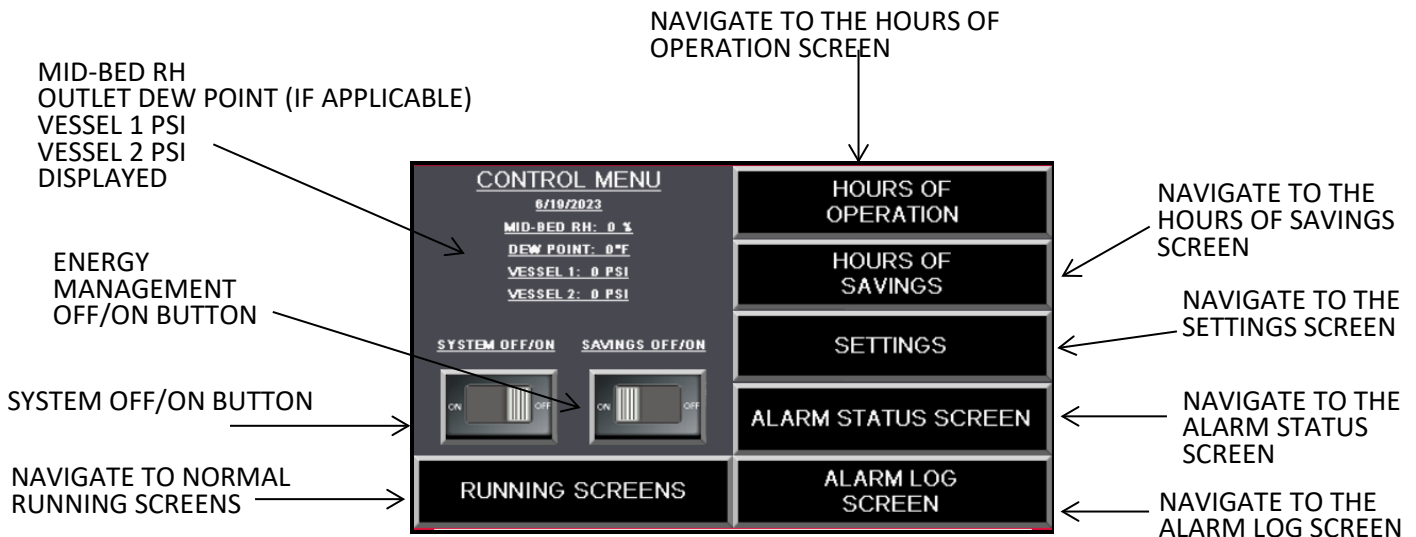 NAVIGATE TO THE HOURS OF
OPERATION SCREEN
MID-BED RH
OUTLET DEW POINT (IF APPLICABLE)
VESSEL 1 PSI
VESSEL 2 PSI
DISPLAYED
ENERGY
MANAGEMENT
OFF/ON BUTTON
SYSTEM OFF/ON BUTTON
NAVIGATE TO NORMAL
RUNNING SCREENS
CONTROL MENU
6/19/2023
MID-BED RH: 0 %
DEW POINT: 0°F
VESSEL 1: 0 PSI
VESSEL 2: 0 PSI
SYSTEM OFF/ON SAVINGS OFF/ON
ON OFF ON OFF
RUNNING SCREENS
HOURS OF
OPERATION
HOURS OF
SAVINGS
SETTINGS
ALARM STATUS SCREEN
ALARM LOG
SCREEN
NAVIGATE TO THE
HOURS OF SAVINGS
SCREEN
NAVIGATE TO THE
SETTINGS SCREEN
NAVIGATE TO THE
ALARM STATUS
SCREEN
NAVIGATE TO THE
ALARM LOG SCREEN